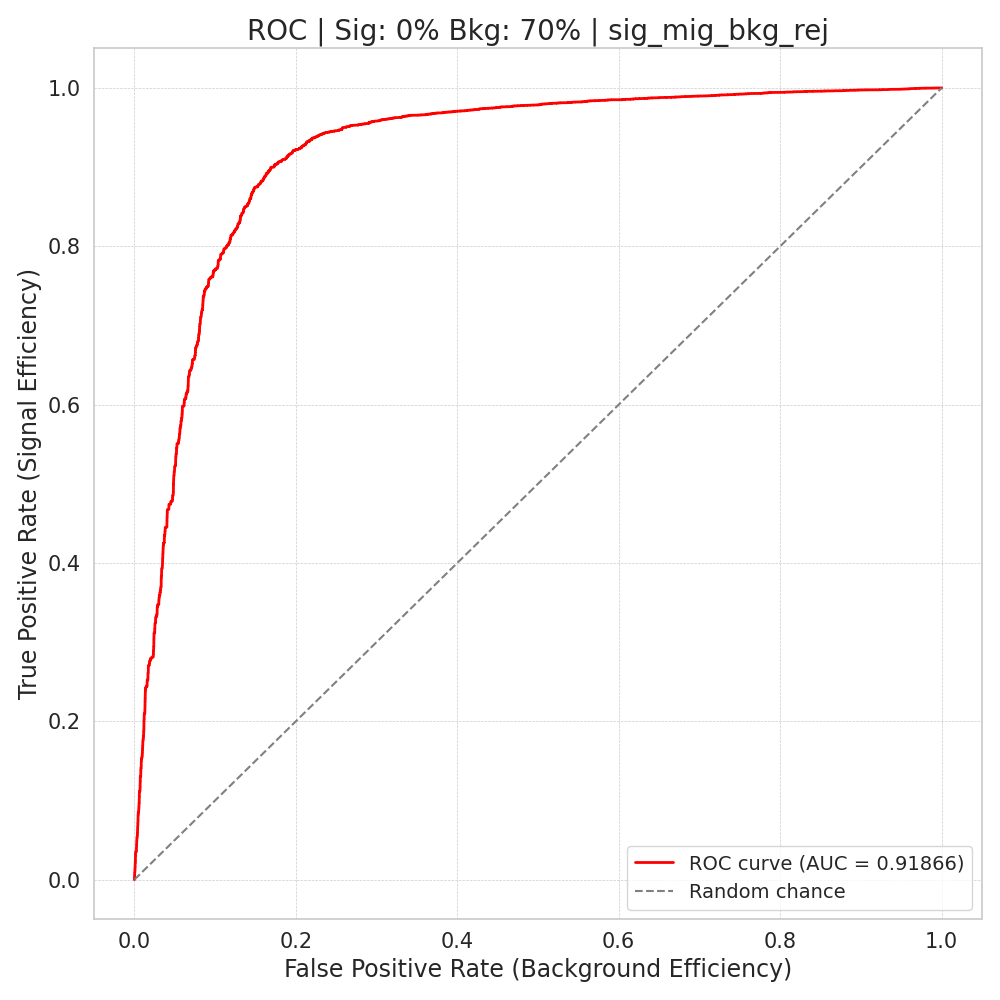 ROC | Sig: 0% Bkg: 70% | sig_mig_bkg_rej
True Positive Rate (Signal Efficiency)
1.0
0.8
0.6
0.4
0.2
0.0
ROC curve (AUC = 0.91866)
Random chance
0.0 0.2 0.4 0.6 0.8 1.0
False Positive Rate (Background Efficiency)